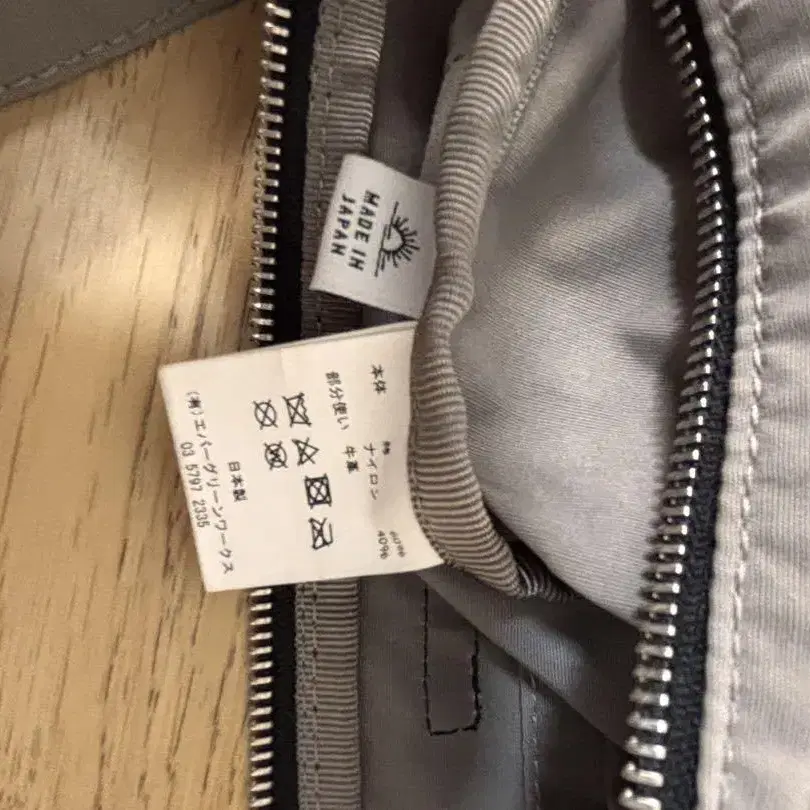 MADE IN
JAPAN
本体
綿 60%
ナイロン 40%
部分使い
牛革
日本製
(有)エバーグリーンワークス
03 5797 2335